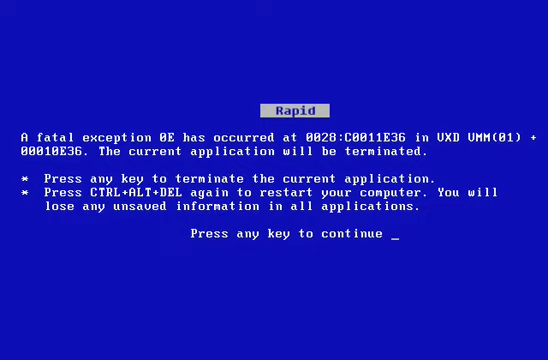 Rapid
A fatal exception 0E has occurred at 0028:C0011E36 in VXD VMM(01) +
00010E36. The current application will be terminated.
* Press any key to terminate the current application.
* Press CTRL+ALT+DEL again to restart your computer. You will
lose any unsaved information in all applications.
Press any key to continue _